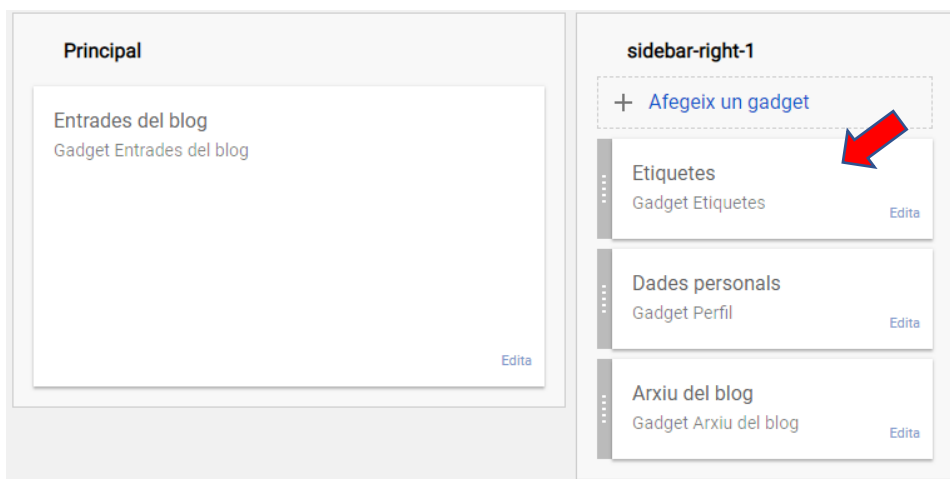 Principal
Entrades del blog
Gadget Entrades del blog
Edita
sidebar-right-1
+ Afegeix un gadget
Etiquetes
Gadget Etiquetes
Edita
Dades personals
Gadget Perfil
Edita
Arxiu del blog
Gadget Arxiu del blog
Edita